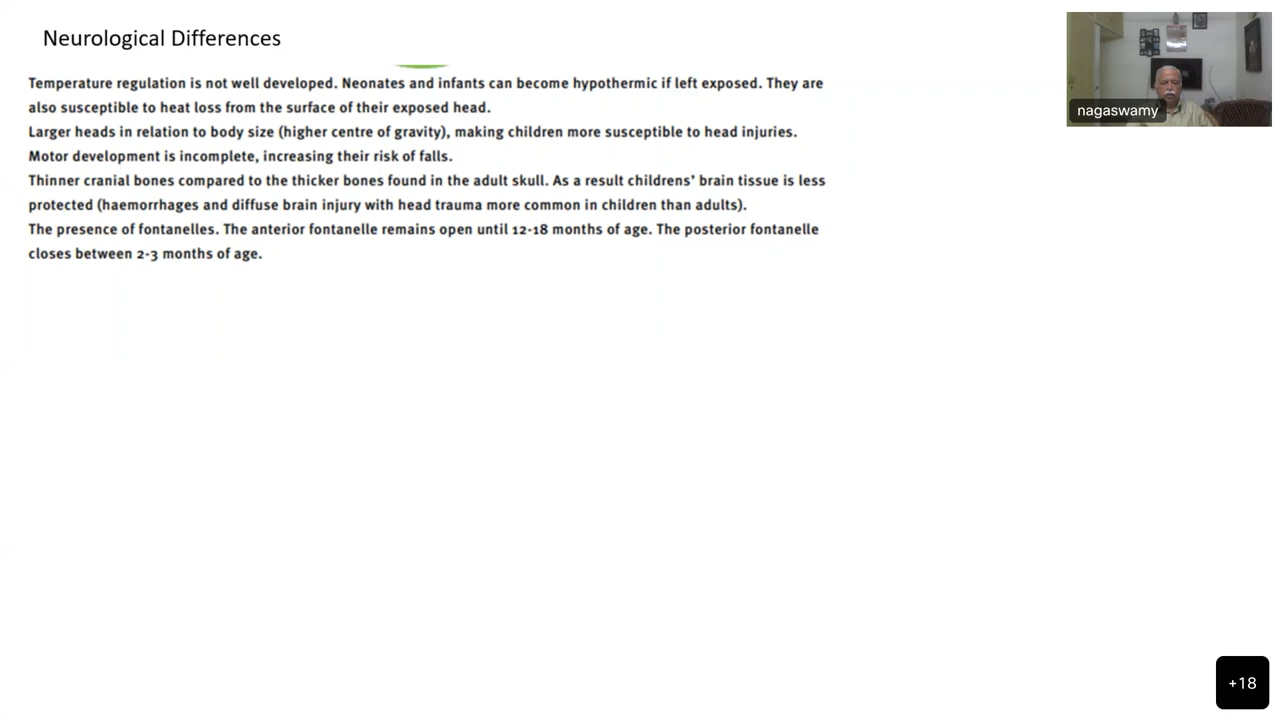 Neurological Differences
Temperature regulation is not well developed. Neonates and infants can become hypothermic if left exposed. They are
also susceptible to heat loss from the surface of their exposed head.
Larger heads in relation to body size (higher centre of gravity), making children more susceptible to head injuries.
Motor development is incomplete, increasing their risk of falls.
Thinner cranial bones compared to the thicker bones found in the adult skull. As a result childrens' brain tissue is less
protected (haemorrhages and diffuse brain injury with head trauma more common in children than adults).
The presence of fontanelles. The anterior fontanelle remains open until 12-18 months of age. The posterior fontanelle
closes between 2-3 months of age.
nagaswamy
+18